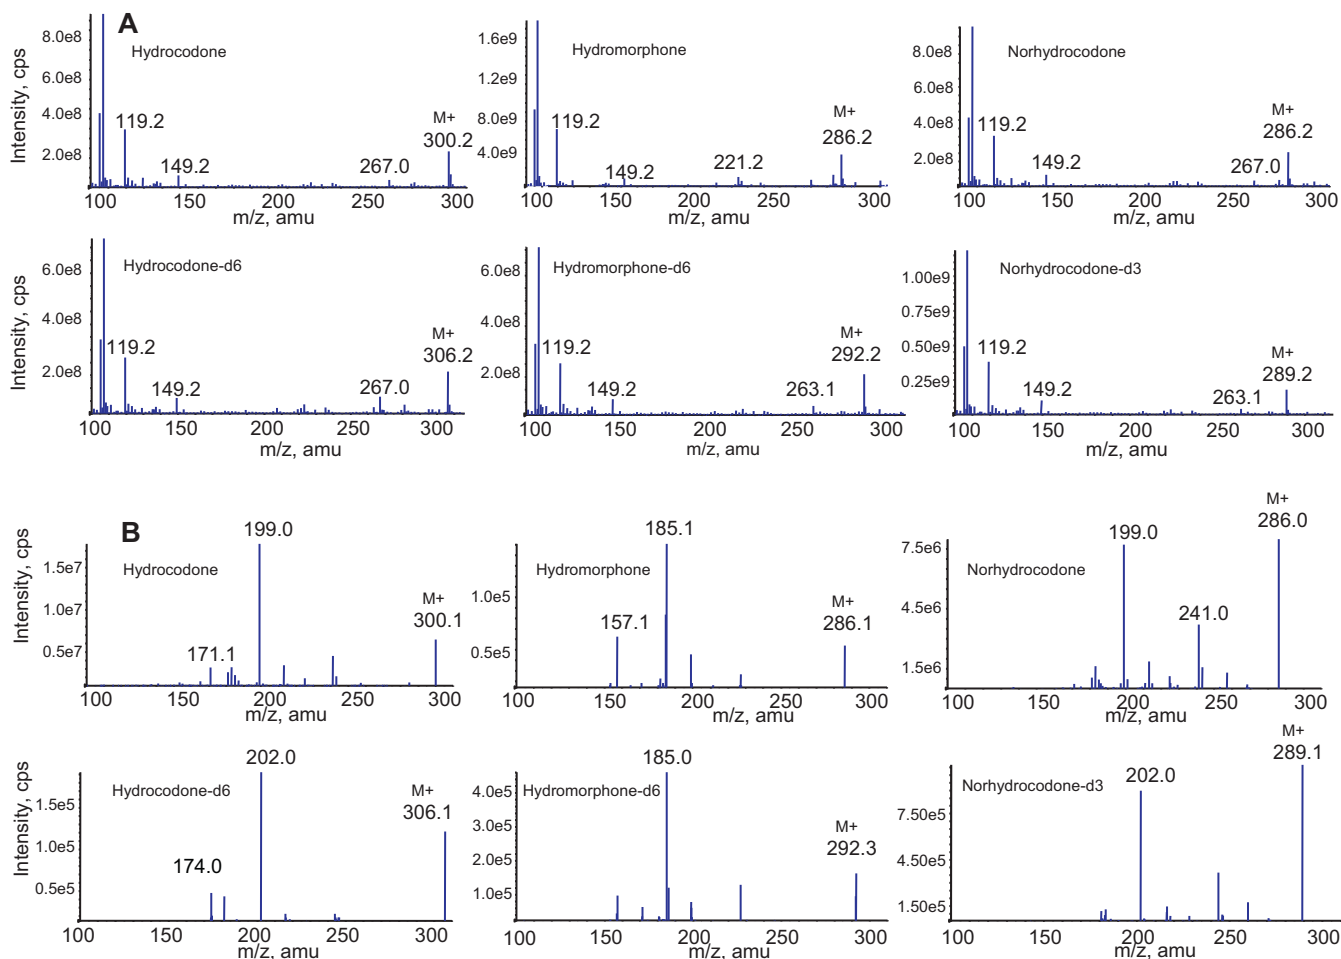 A
Hydrocodone
Intensity, cps
8.0e8
6.0e8
4.0e8
2.0e8
119.2
149.2
267.0
M+
300.2
100 150 200 250 300
m/z, amu
Hydromorphone
1.6e9
1.2e9
8.0e9
4.0e9
119.2
149.2
221.2
M+
286.2
100 150 200 250 300
m/z, amu
Norhydrocodone
8.0e8
6.0e8
4.0e8
2.0e8
119.2
149.2
267.0
M+
286.2
100 150 200 250 300
m/z, amu
Hydrocodone-d6
Intensity, cps
6.0e8
4.0e8
2.0e8
119.2
149.2
267.0
M+
306.2
100 150 200 250 300
m/z, amu
Hydromorphone-d6
6.0e8
4.0e8
2.0e8
119.2
149.2
263.1
M+
292.2
100 150 200 250 300
m/z, amu
Norhydrocodone-d3
1.00e9
0.75e9
0.50e9
0.25e9
119.2
149.2
263.1
M+
289.2
100 150 200 250 300
m/z, amu
B
Hydrocodone
Intensity, cps
1.5e7
1.0e7
0.5e7
171.1
199.0
M+
300.1
100 150 200 250 300
m/z, amu
Hydromorphone
1.0e5
0.5e5
157.1
185.1
M+
286.1
100 150 200 250 300
m/z, amu
Norhydrocodone
7.5e6
4.5e6
1.5e6
199.0
241.0
M+
286.0
100 150 200 250 300
m/z, amu
Hydrocodone-d6
Intensity, cps
1.5e5
1.0e5
0.5e5
174.0
202.0
M+
306.1
100 150 200 250 300
m/z, amu
Hydromorphone-d6
4.0e5
3.0e5
2.0e5
1.0e5
185.0
M+
292.3
100 150 200 250 300
m/z, amu
Norhydrocodone-d3
7.50e5
4.50e5
1.50e5
202.0
M+
289.1
100 150 200 250 300
m/z, amu